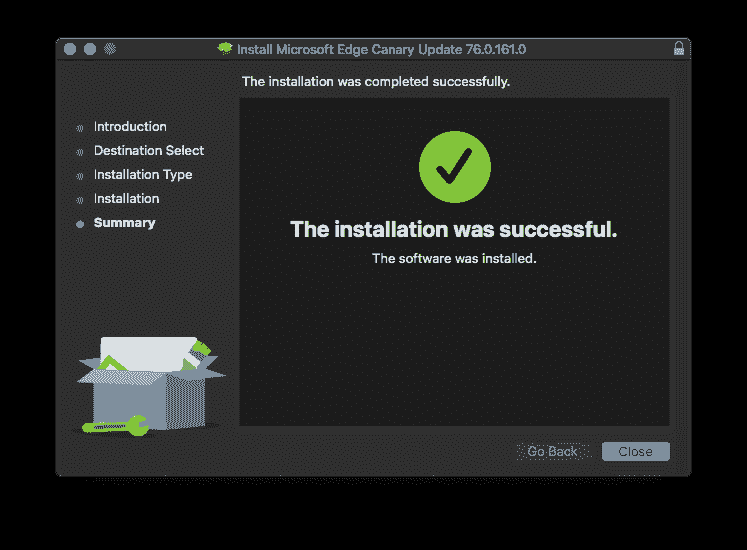 Install Microsoft Edge Canary Update 76.0.161.0
The installation was completed successfully.
Introduction
Destination Select
Installation Type
Installation
Summary
The installation was successful.
The software was installed.
Go Back
Close